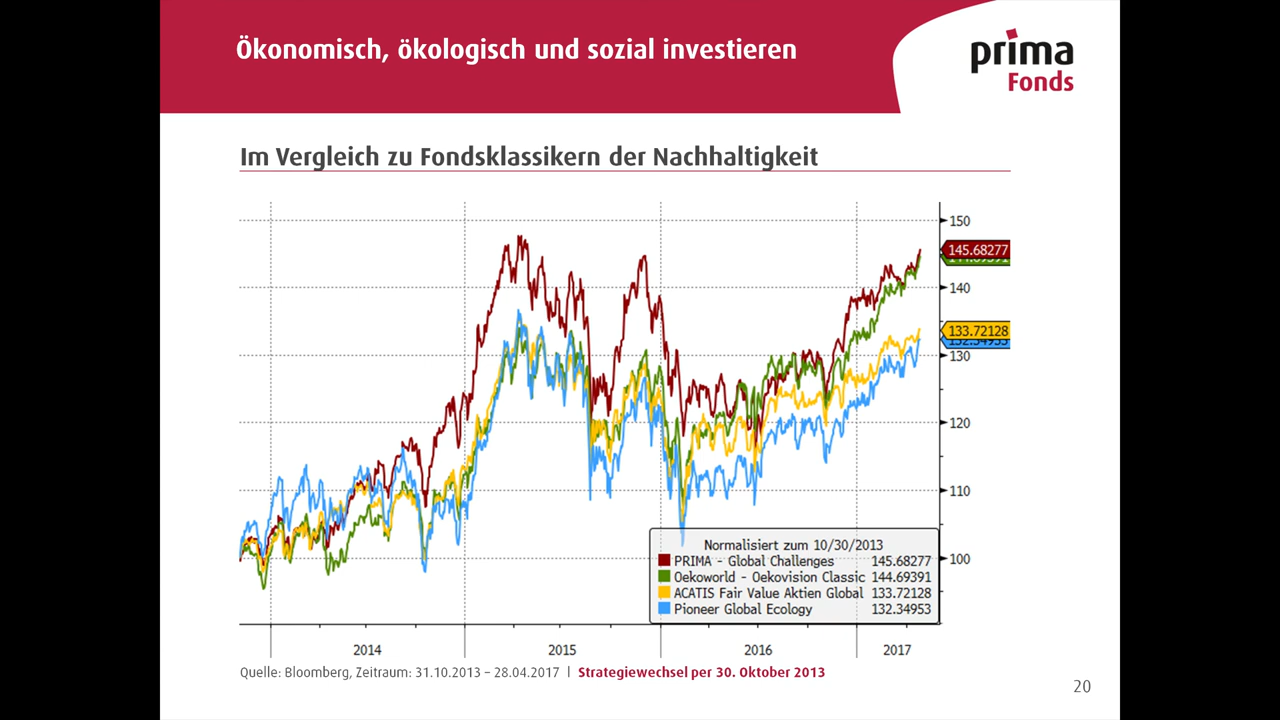 Ökonomisch, ökologisch und sozial investieren
prima
Fonds
Im Vergleich zu Fondsklassikern der Nachhaltigkeit
150
145.68277
140
133.72128
130
120
110
100
Normalisiert zum 10/30/2013
PRIMA - Global Challenges 145.68277
Oekoworld - Oekovision Classic 144.69391
ACATIS Fair Value Aktien Global 133.72128
Pioneer Global Ecology 132.34953
2014 2015 2016 2017
Quelle: Bloomberg, Zeitraum: 31.10.2013 – 28.04.2017 | Strategiewechsel per 30. Oktober 2013
20